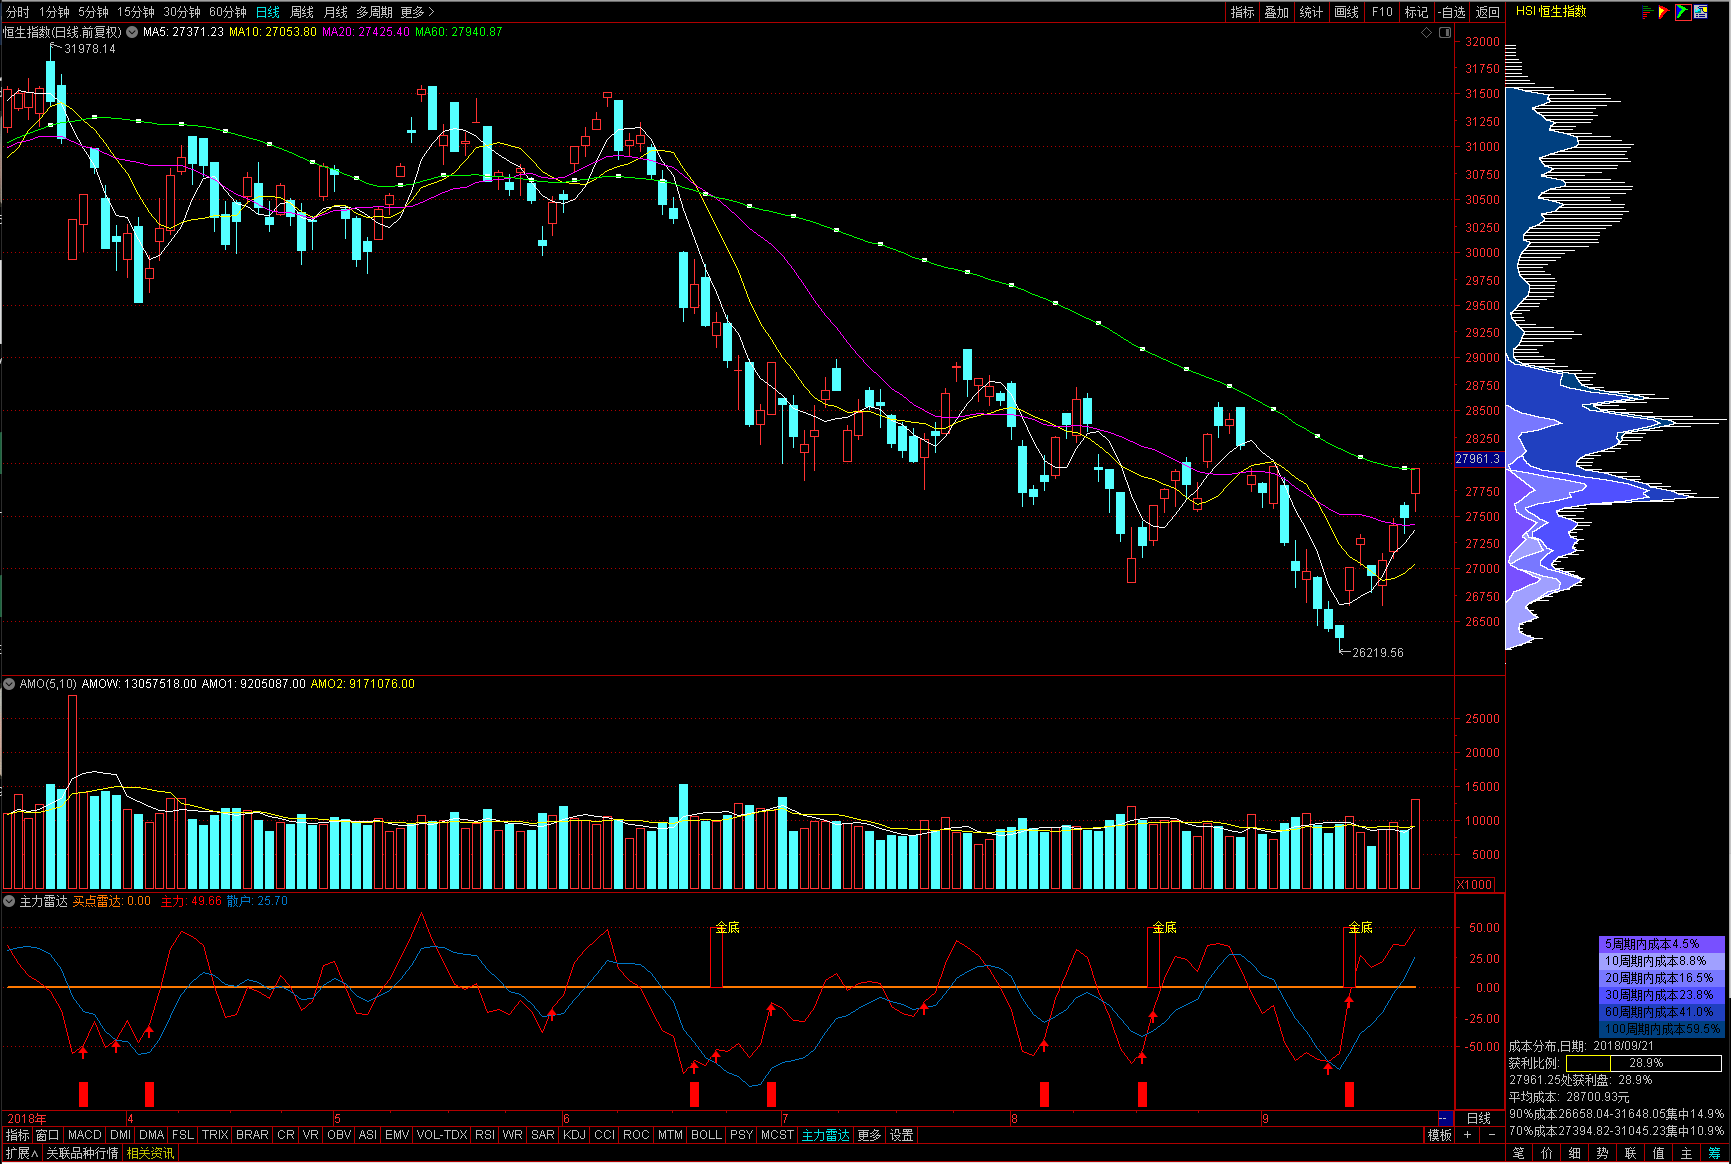 分时 1分钟 5分钟 15分钟 30分钟 60分钟 日线 周线 月线 多周期 更多> 指标 叠加 统计 画线 F10 标记 -自选 返回 HSI 恒生指数
恒生指数(日线.前复权) MA5: 27371.23 MA10: 27053.80 MA20: 27425.40 MA60: 27940.87
31978.14
32000
31750
31500
31250
31000
30750
30500
30250
30000
29750
29500
29250
29000
28750
28500
28250
27961.3
27750
27500
27250
27000
26750
26500
26219.56
AMO(5,10) AMOW: 13057518.00 AMO1: 9205087.00 AMO2: 9171076.00
25000
20000
15000
10000
5000
X1000
主力雷达 买点雷达: 0.00 主力: 49.66 散户: 25.70
金底 金底 金底
50.00
25.00
0.00
-25.00
-50.00
5周期内成本4.5%
10周期内成本8.8%
20周期内成本16.5%
30周期内成本23.8%
60周期内成本41.0%
100周期内成本59.5%
成本分布,日期: 2018/09/21
获利比例: 28.9%
27961.25处获利盘: 28.9%
平均成本: 28700.93元
90%成本26658.04-31648.05集中14.9%
70%成本27394.82-31045.23集中10.9%
2018年 4 5 6 7 8 9 日线
指标 窗口 MACD DMI DMA FSL TRIX BRAR CR VR OBV ASI EMV VOL-TDX RSI WR SAR KDJ CCI ROC MTM BOLL PSY MCST 主力雷达 更多 设置 模板 + -
扩展∧ 关联品种行情 相关资讯 笔 价 细 势 联 值 主 筹